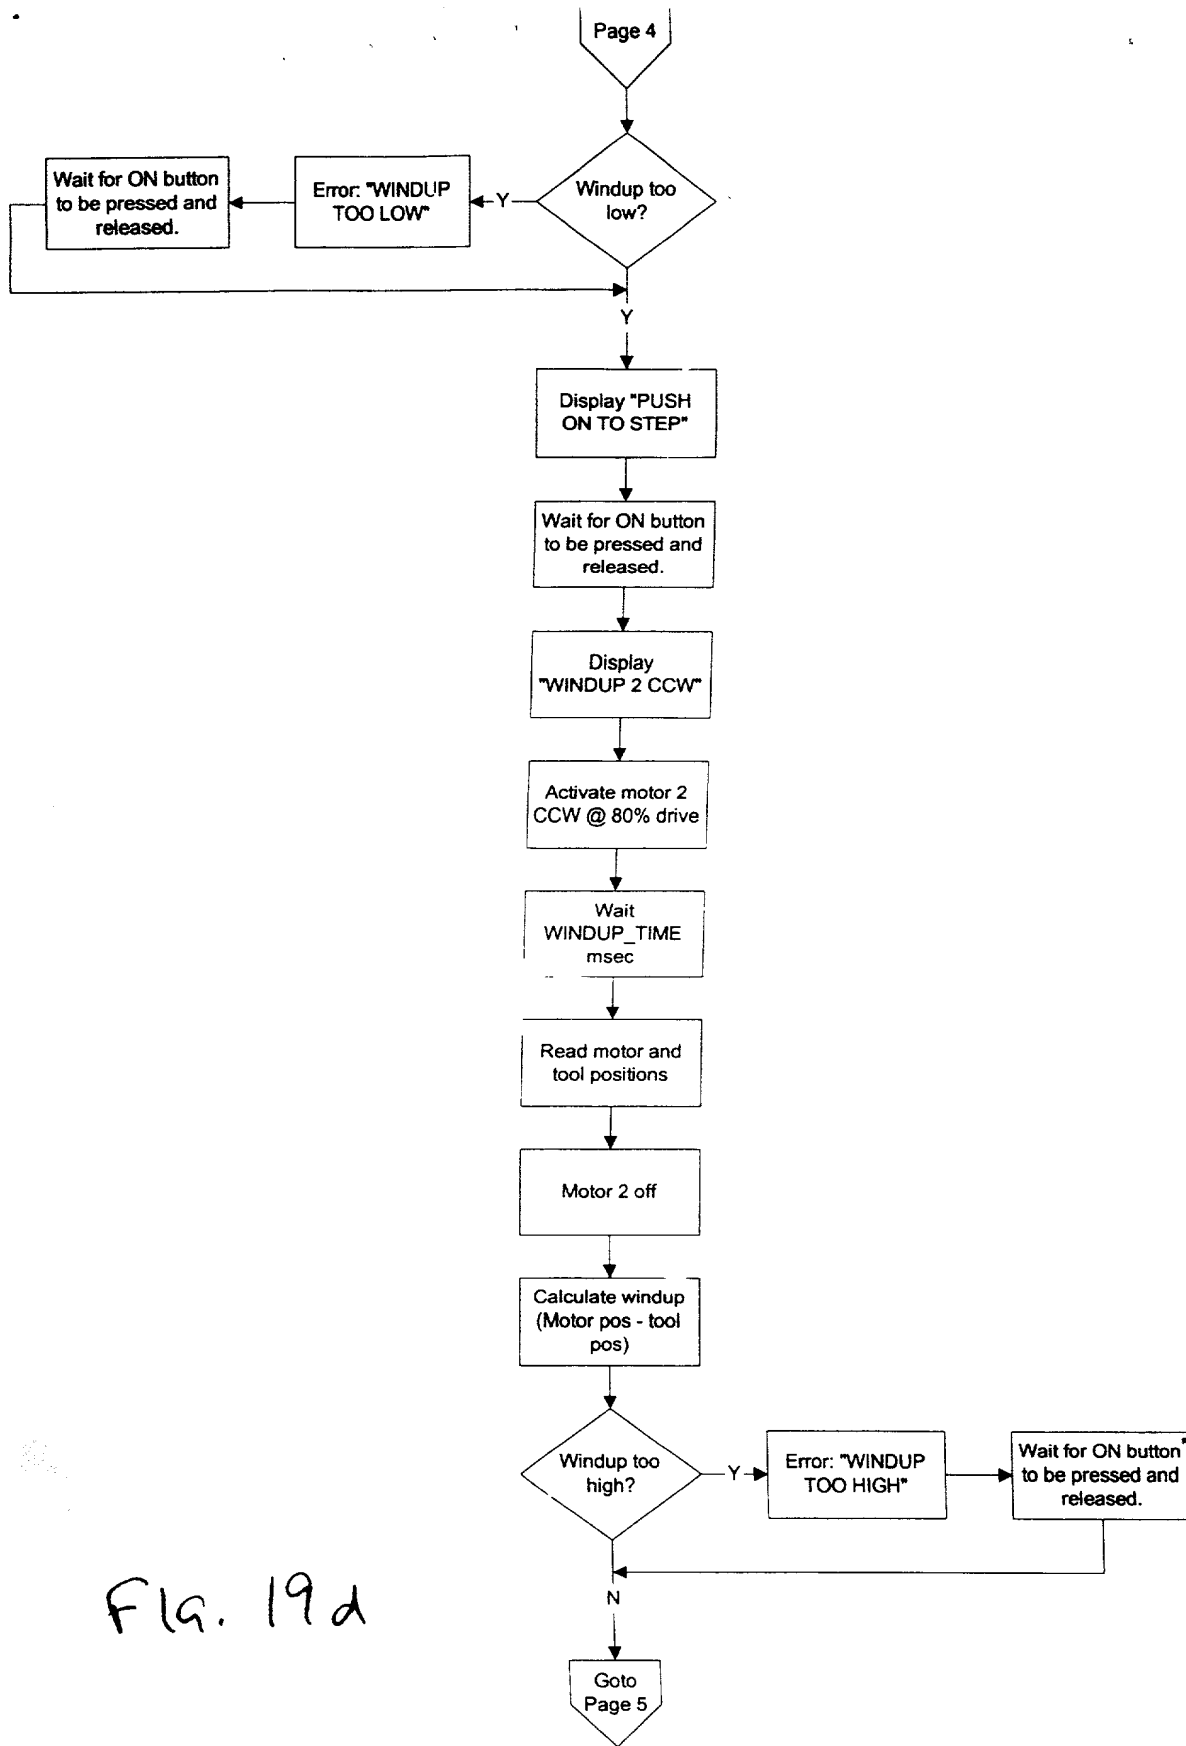 Page 4
Windup too
low?
Y
Error: "WINDUP
TOO LOW"
Wait for ON button
to be pressed and
released.
Y
Display "PUSH
ON TO STEP"
Wait for ON button
to be pressed and
released.
Display
"WINDUP 2 CCW"
Activate motor 2
CCW @ 80% drive
Wait
WINDUP_TIME
msec
Read motor and
tool positions
Motor 2 off
Calculate windup
(Motor pos - tool
pos)
Windup too
high?
Y
Error: "WINDUP
TOO HIGH"
Wait for ON button
to be pressed and
released.
N
Goto
Page 5
FIG. 19d